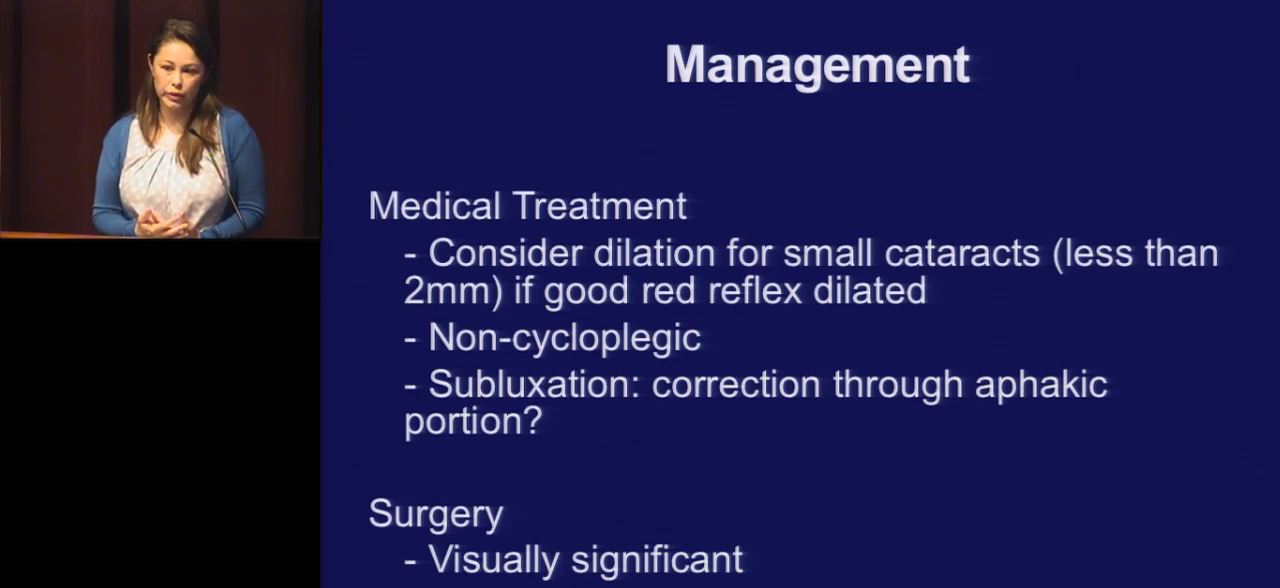 Management
Medical Treatment
- Consider dilation for small cataracts (less than
2mm) if good red reflex dilated
- Non-cycloplegic
- Subluxation: correction through aphakic
portion?
Surgery
- Visually significant